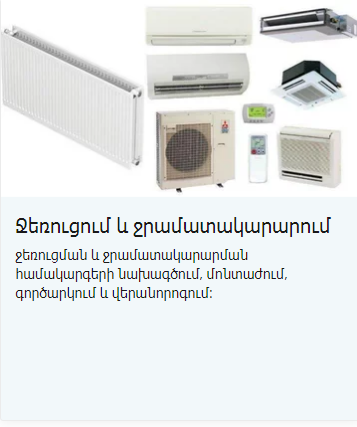 Ջեռուցում և ջրամատակարարում
ջեռուցման և ջրամատակարարման
համակարգերի նախագծում, մոնտաժում,
գործարկում և վերանորոգում: